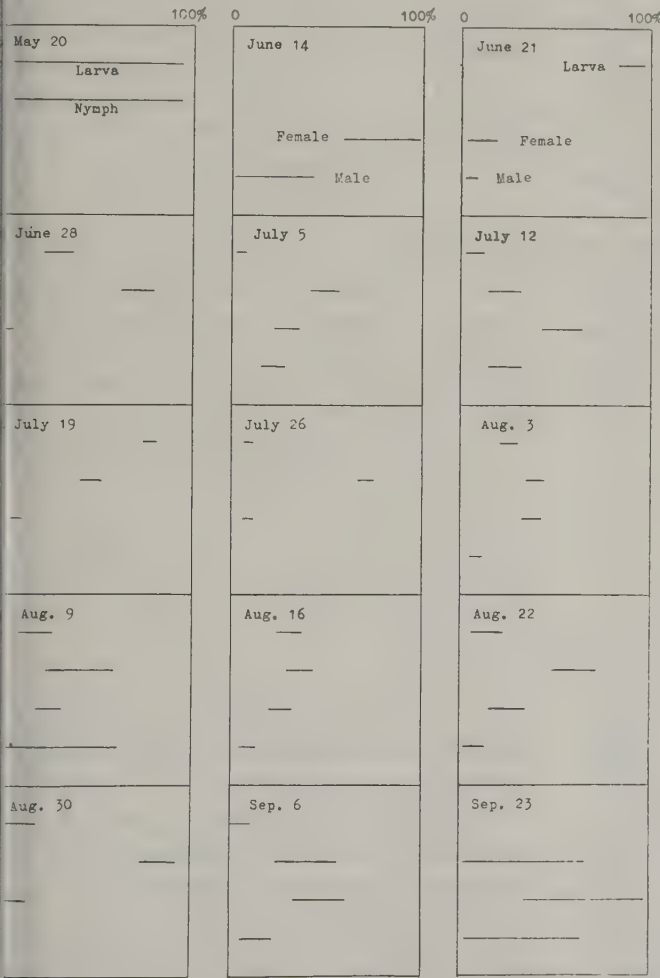 100% 0 100% 0 100%
May 20
Larva
Nymph
June 14
Female
Male
June 21
Larva
Female
Male
June 28
July 5
July 12
July 19
July 26
Aug. 3
Aug. 9
Aug. 16
Aug. 22
Aug. 30
Sep. 6
Sep. 23